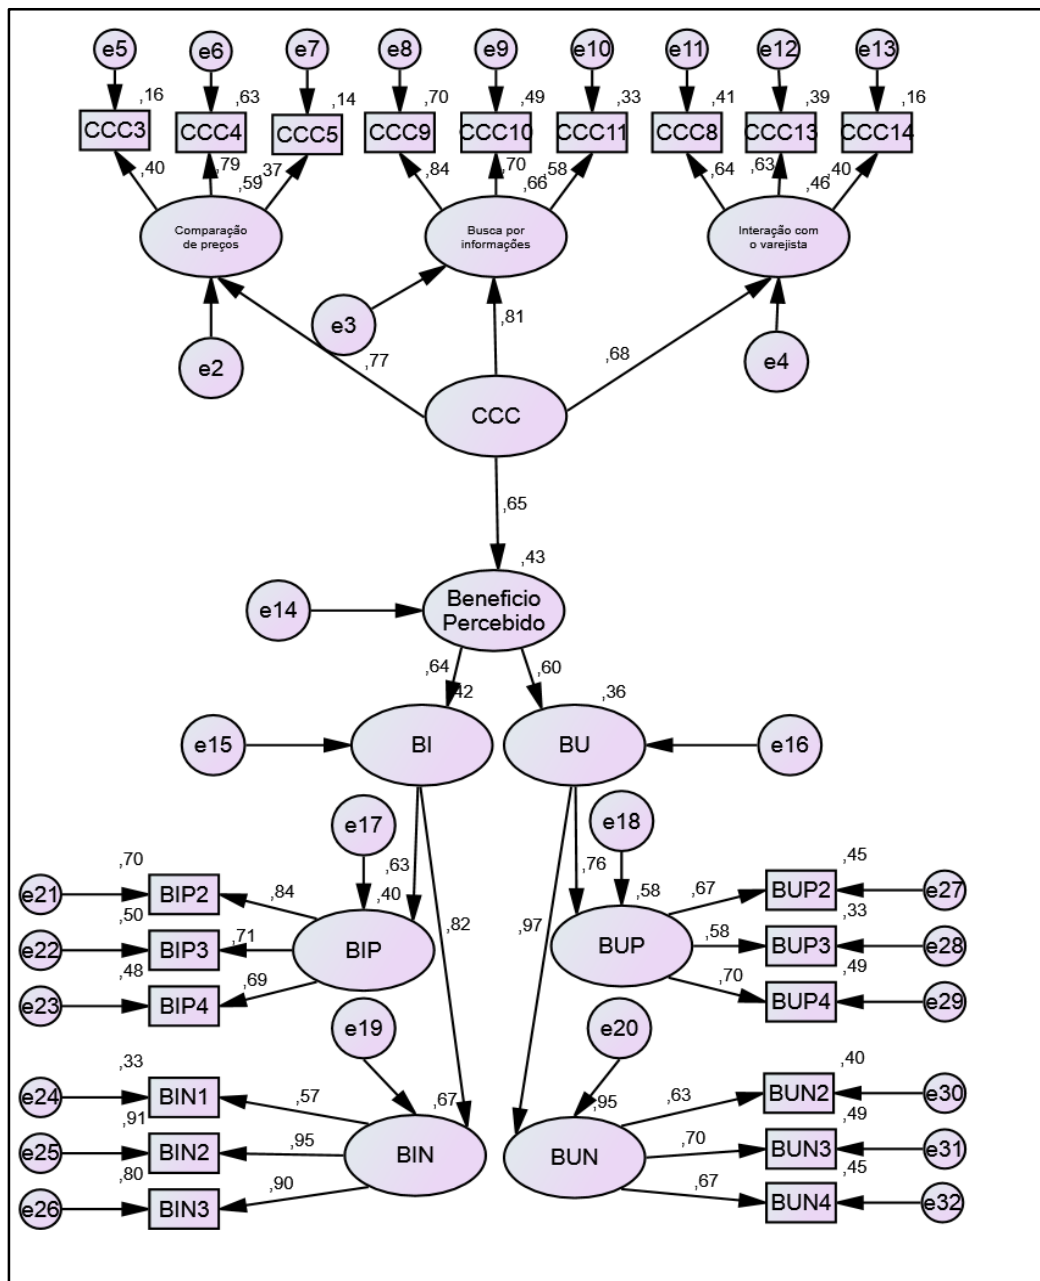 e5
e6
e7
e8
e9
e10
e11
e12
e13
,16
,63
,14
,70
,49
,33
,41
,39
,16
CCC3
CCC4
CCC5
CCC9
CCC10
CCC11
CCC8
CCC13
CCC14
,40
,79
,59
,37
,84
,70
,66
,58
,64
,63
,46
,40
Comparação
de preços
Busca por
informações
Interação com
o varejista
e3
,81
e2
,77
,68
e4
CCC
,65
,43
e14
Beneficio
Percebido
,64
,60
,42
,36
e15
BI
BU
e16
e17
e18
,63
,76
,70
,45
e21
BIP2
,84
,40
,58
,67
BUP2
e27
,50
,33
,82
,97
e22
BIP3
,71
BIP
BUP
,58
BUP3
e28
,48
,49
e23
BIP4
,69
,70
BUP4
e29
e19
e20
,33
,40
e24
BIN1
,57
,67
,95
,63
BUN2
e30
,91
,49
e25
BIN2
,95
BIN
BUN
,70
BUN3
e31
,80
,45
e26
BIN3
,90
,67
BUN4
e32